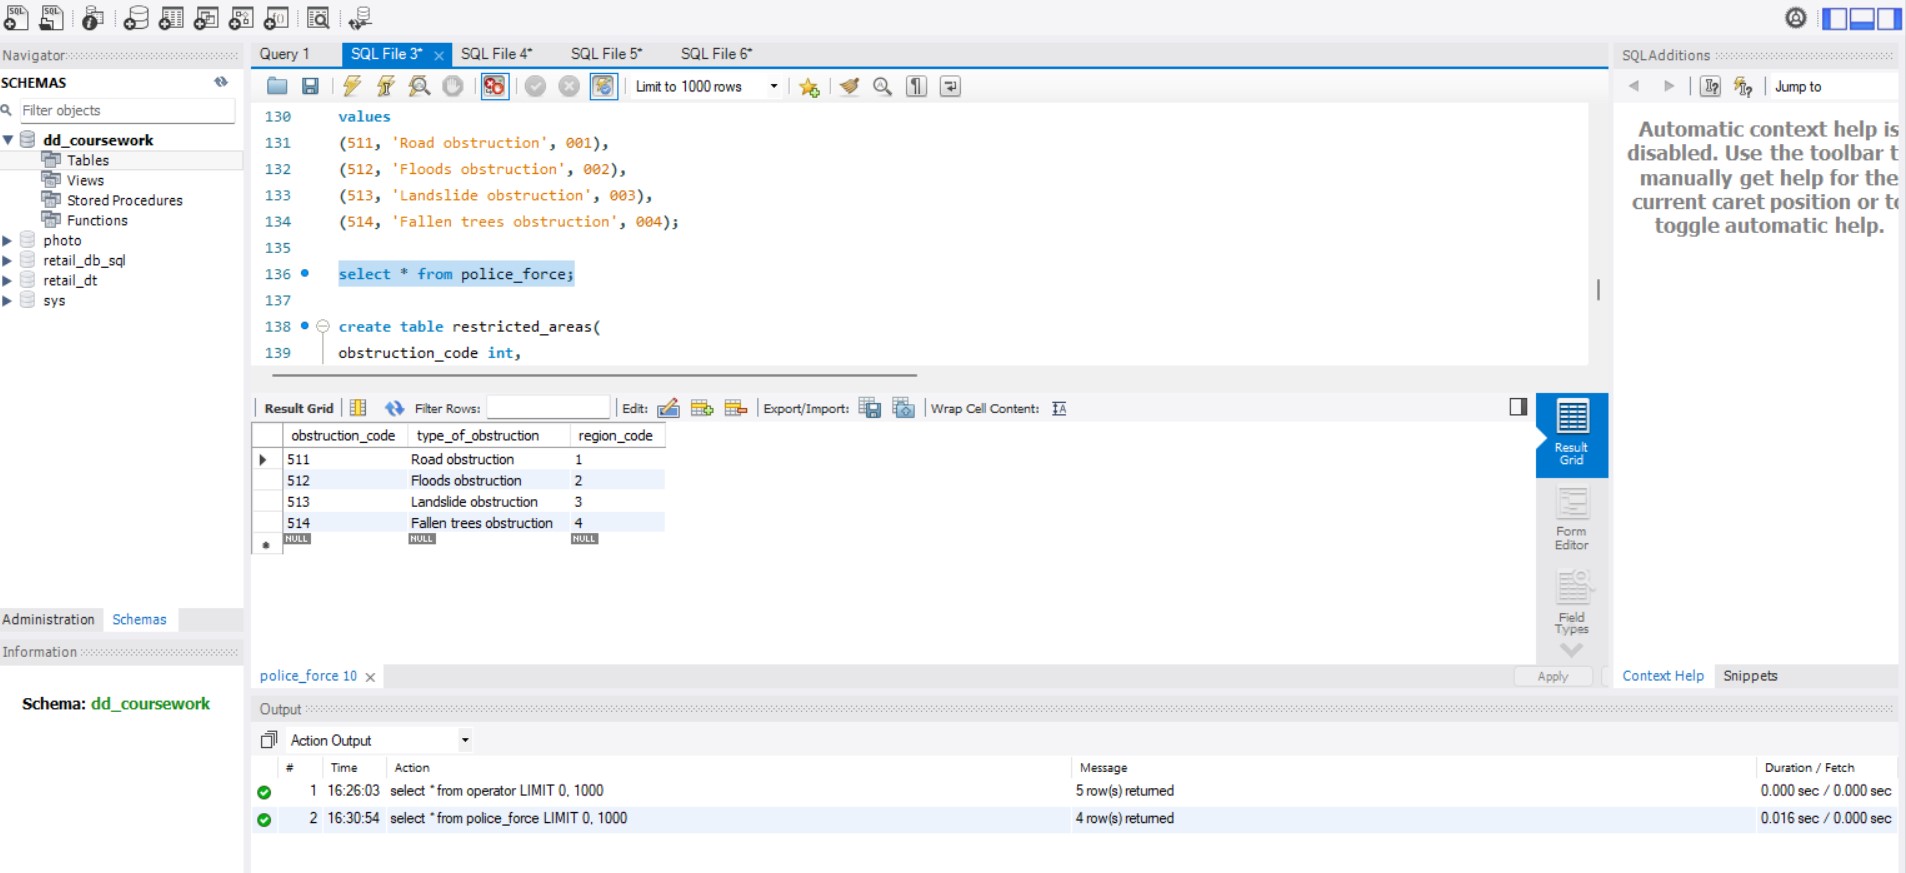 Navigator
SCHEMAS
Filter objects
dd_coursework
Tables
Views
Stored Procedures
Functions
photo
retail_db_sql
retail_dt
sys
Administration Schemas
Information
Schema: dd_coursework
Query 1 SQL File 3* SQL File 4* SQL File 5* SQL File 6*
Limit to 1000 rows
130 values
131 (511, 'Road obstruction', 001),
132 (512, 'Floods obstruction', 002),
133 (513, 'Landslide obstruction', 003),
134 (514, 'Fallen trees obstruction', 004);
135
136 select * from police_force;
137
138 create table restricted_areas(
139 obstruction_code int,
Result Grid Filter Rows: Edit: Export/Import: Wrap Cell Content:
obstruction_code type_of_obstruction region_code
511 Road obstruction 1
512 Floods obstruction 2
513 Landslide obstruction 3
514 Fallen trees obstruction 4
NULL NULL NULL
Result
Grid
Form
Editor
Field
Types
police_force 10
Apply
Output
Action Output
# Time Action Message Duration / Fetch
1 16:26:03 select * from operator LIMIT 0, 1000 5 row(s) returned 0.000 sec / 0.000 sec
2 16:30:54 select * from police_force LIMIT 0, 1000 4 row(s) returned 0.016 sec / 0.000 sec
SQLAdditions
Jump to
Automatic context help is
disabled. Use the toolbar t
manually get help for the
current caret position or to
toggle automatic help.
Context Help Snippets